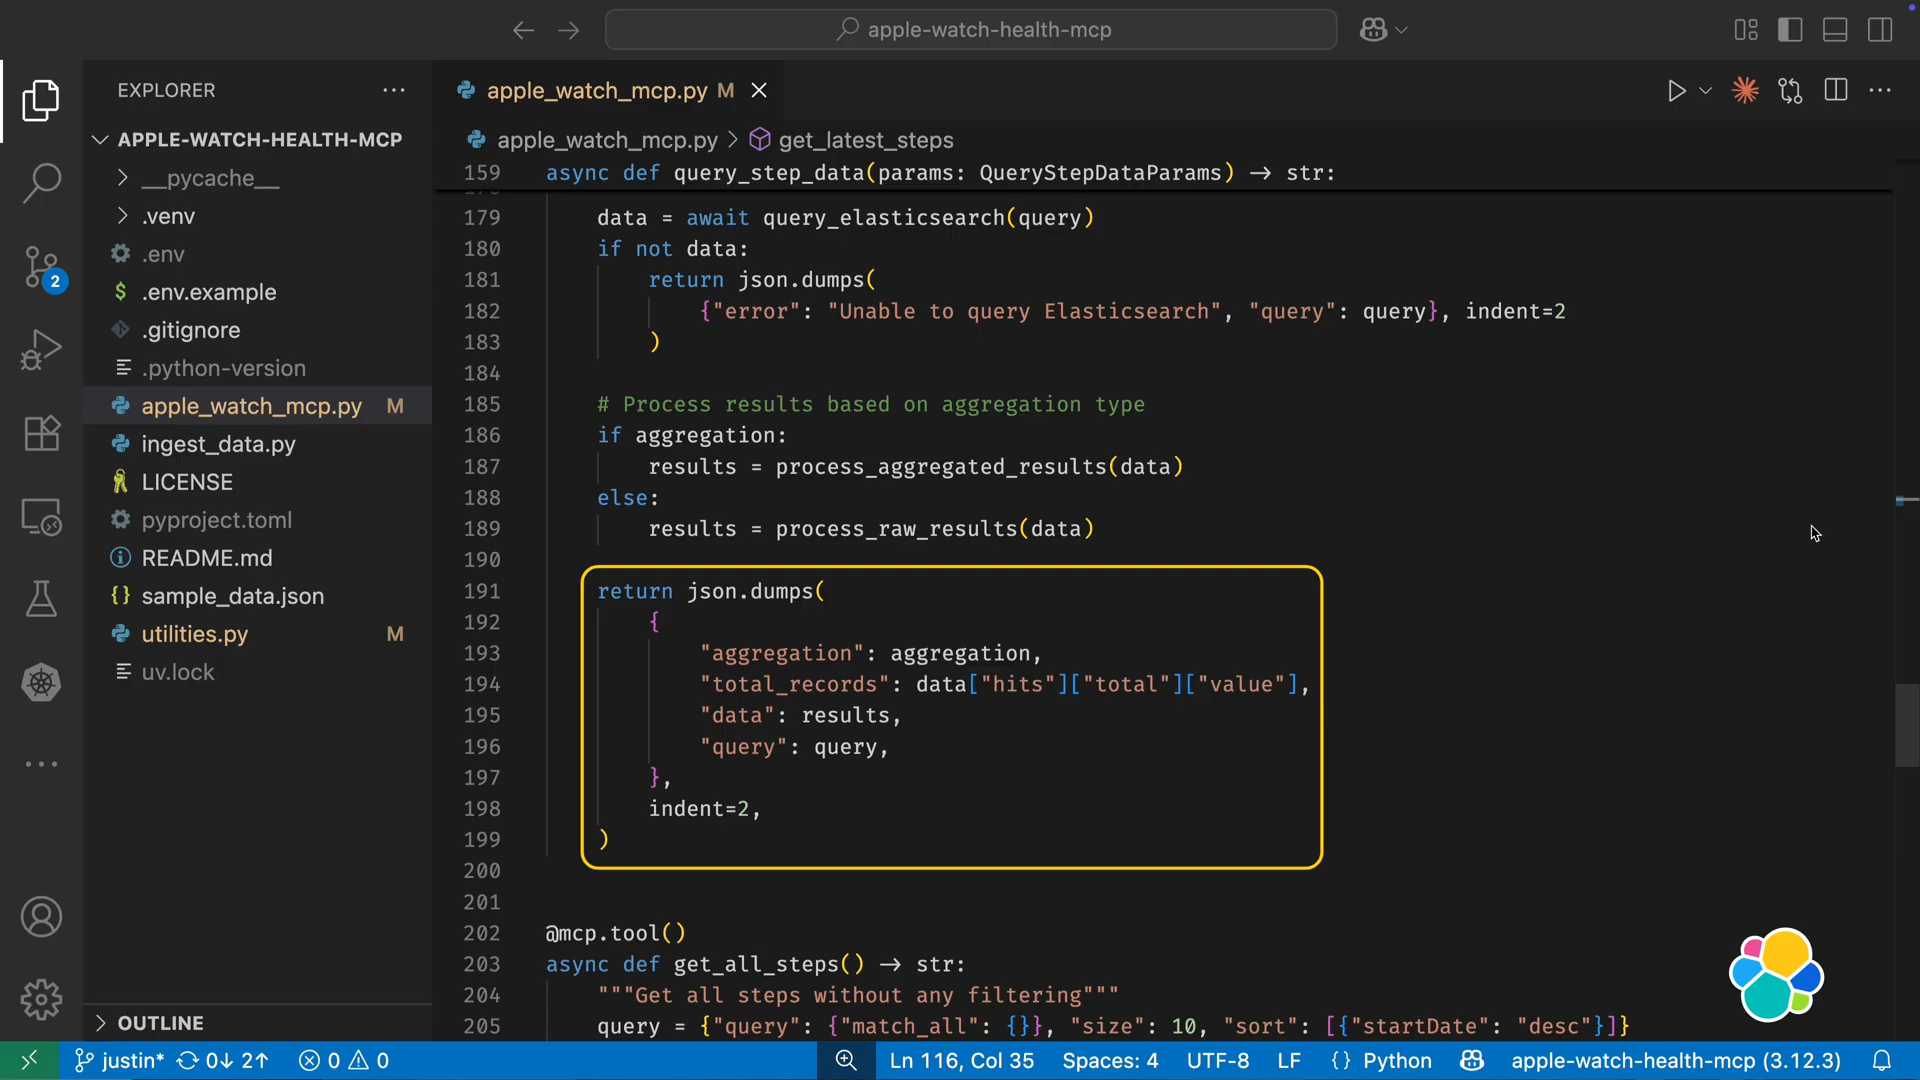 apple-watch-health-mcp
EXPLORER
APPLE-WATCH-HEALTH-MCP
__pycache__
.venv
.env
.env.example
.gitignore
.python-version
apple_watch_mcp.py M
ingest_data.py
LICENSE
pyproject.toml
README.md
sample_data.json
utilities.py M
uv.lock
OUTLINE
2
apple_watch_mcp.py M
apple_watch_mcp.py > get_latest_steps
159 async def query_step_data(params: QueryStepDataParams) → str:
179 data = await query_elasticsearch(query)
180 if not data:
181 return json.dumps(
182 {"error": "Unable to query Elasticsearch", "query": query}, indent=2
183 )
184
185 # Process results based on aggregation type
186 if aggregation:
187 results = process_aggregated_results(data)
188 else:
189 results = process_raw_results(data)
190
191 return json.dumps(
192 {
193 "aggregation": aggregation,
194 "total_records": data["hits"]["total"]["value"],
195 "data": results,
196 "query": query,
197 },
198 indent=2,
199 )
200
201
202 @mcp.tool()
203 async def get_all_steps() → str:
204 """Get all steps without any filtering"""
205 query = {"query": {"match_all": {}}, "size": 10, "sort": [{"startDate": "desc"}]}
justin* 0↓ 2↑ 0 0 Ln 116, Col 35 Spaces: 4 UTF-8 LF {} Python apple-watch-health-mcp (3.12.3)